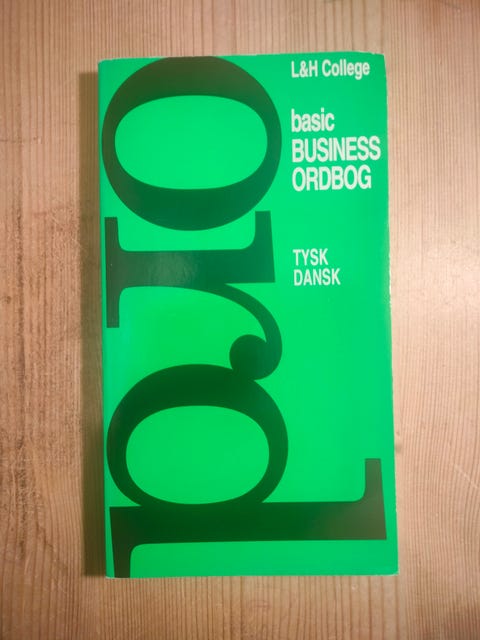 L&H College
basic
BUSINESS
ORDBOG
TYSK
DANSK
ord